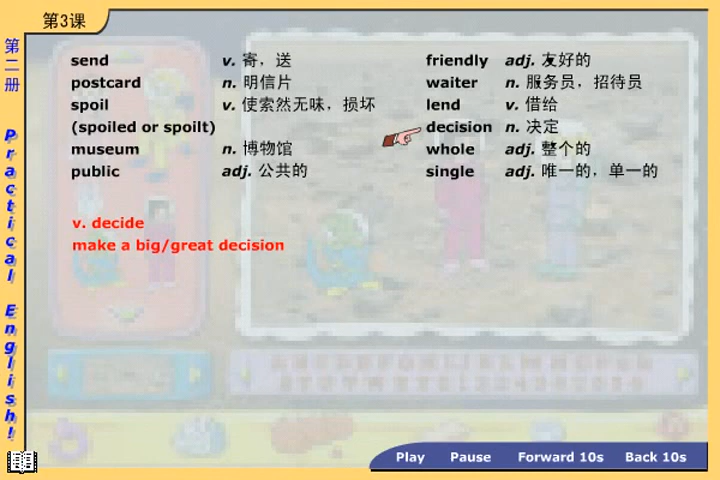 第3课
第二册
Practical English!
send v. 寄，送
postcard n. 明信片
spoil v. 使索然无味，损坏
(spoiled or spoilt)
museum n. 博物馆
public adj. 公共的
friendly adj. 友好的
waiter n. 服务员，招待员
lend v. 借给
decision n. 决定
whole adj. 整个的
single adj. 唯一的，单一的
v. decide
make a big/great decision
Play Pause Forward 10s Back 10s